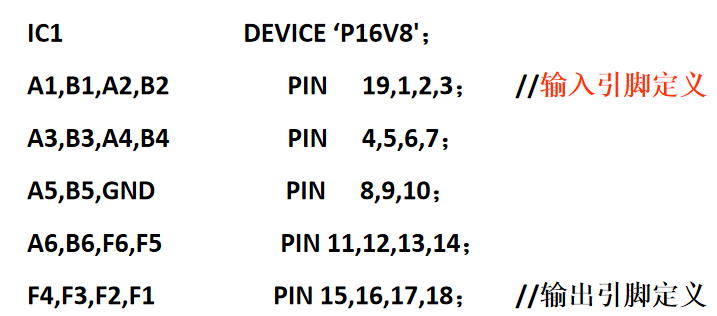 IC1 DEVICE ‘P16V8';
A1,B1,A2,B2 PIN 19,1,2,3; //输入引脚定义
A3,B3,A4,B4 PIN 4,5,6,7;
A5,B5,GND PIN 8,9,10;
A6,B6,F6,F5 PIN 11,12,13,14;
F4,F3,F2,F1 PIN 15,16,17,18; //输出引脚定义